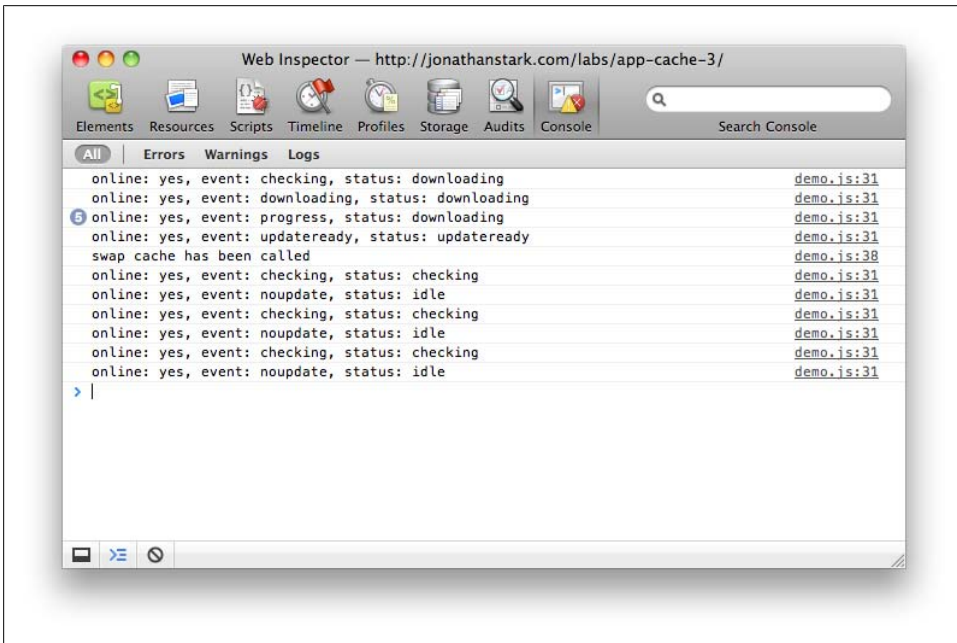 Web Inspector — http://jonathanstark.com/labs/app-cache-3/
Elements Resources Scripts Timeline Profiles Storage Audits Console Search Console
All Errors Warnings Logs
online: yes, event: checking, status: downloading demo.js:31
online: yes, event: downloading, status: downloading demo.js:31
5 online: yes, event: progress, status: downloading demo.js:31
online: yes, event: updateready, status: updateready demo.js:31
swap cache has been called demo.js:38
online: yes, event: checking, status: checking demo.js:31
online: yes, event: noupdate, status: idle demo.js:31
online: yes, event: checking, status: checking demo.js:31
online: yes, event: noupdate, status: idle demo.js:31
online: yes, event: checking, status: checking demo.js:31
online: yes, event: noupdate, status: idle demo.js:31
>